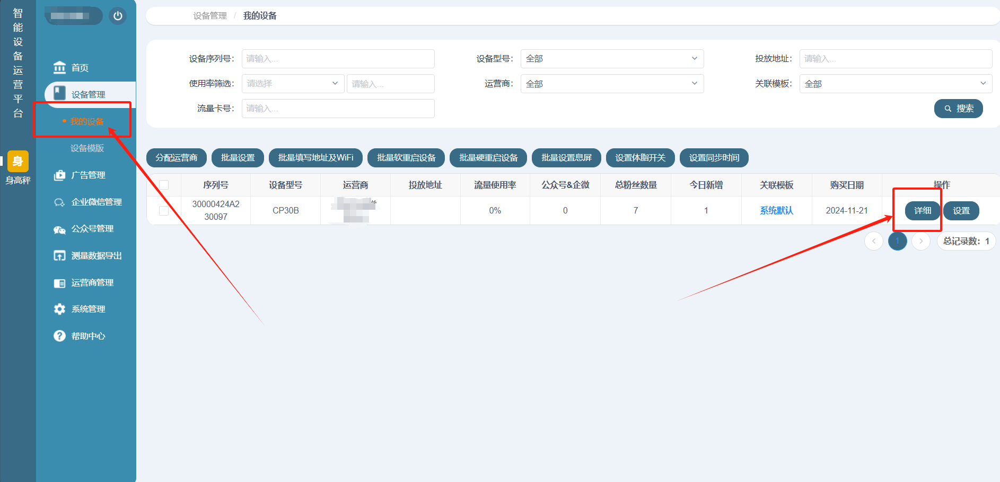 智能设备运营平台
身
身高秤
首页
设备管理
我的设备
设备模版
广告管理
企业微信管理
公众号管理
测量数据导出
运营商管理
系统管理
帮助中心
设备管理 / 我的设备
设备序列号： 请输入... 设备型号： 全部 投放地址： 请输入...
使用率筛选： 请选择 请输入... 运营商： 全部 关联模板： 全部
流量卡号： 请输入... 搜索
分配运营商 批量设置 批量填写地址及WiFi 批量软重启设备 批量硬重启设备 批量设置息屏 设置体脂开关 设置同步时间
序列号 设备型号 运营商 投放地址 流量使用率 公众号&企微 总粉丝数量 今日新增 关联模板 购买日期 操作
30000424A2
30097 CP30B 0% 0 7 1 系统默认 2024-11-21 详细 设置
1 总记录数：1